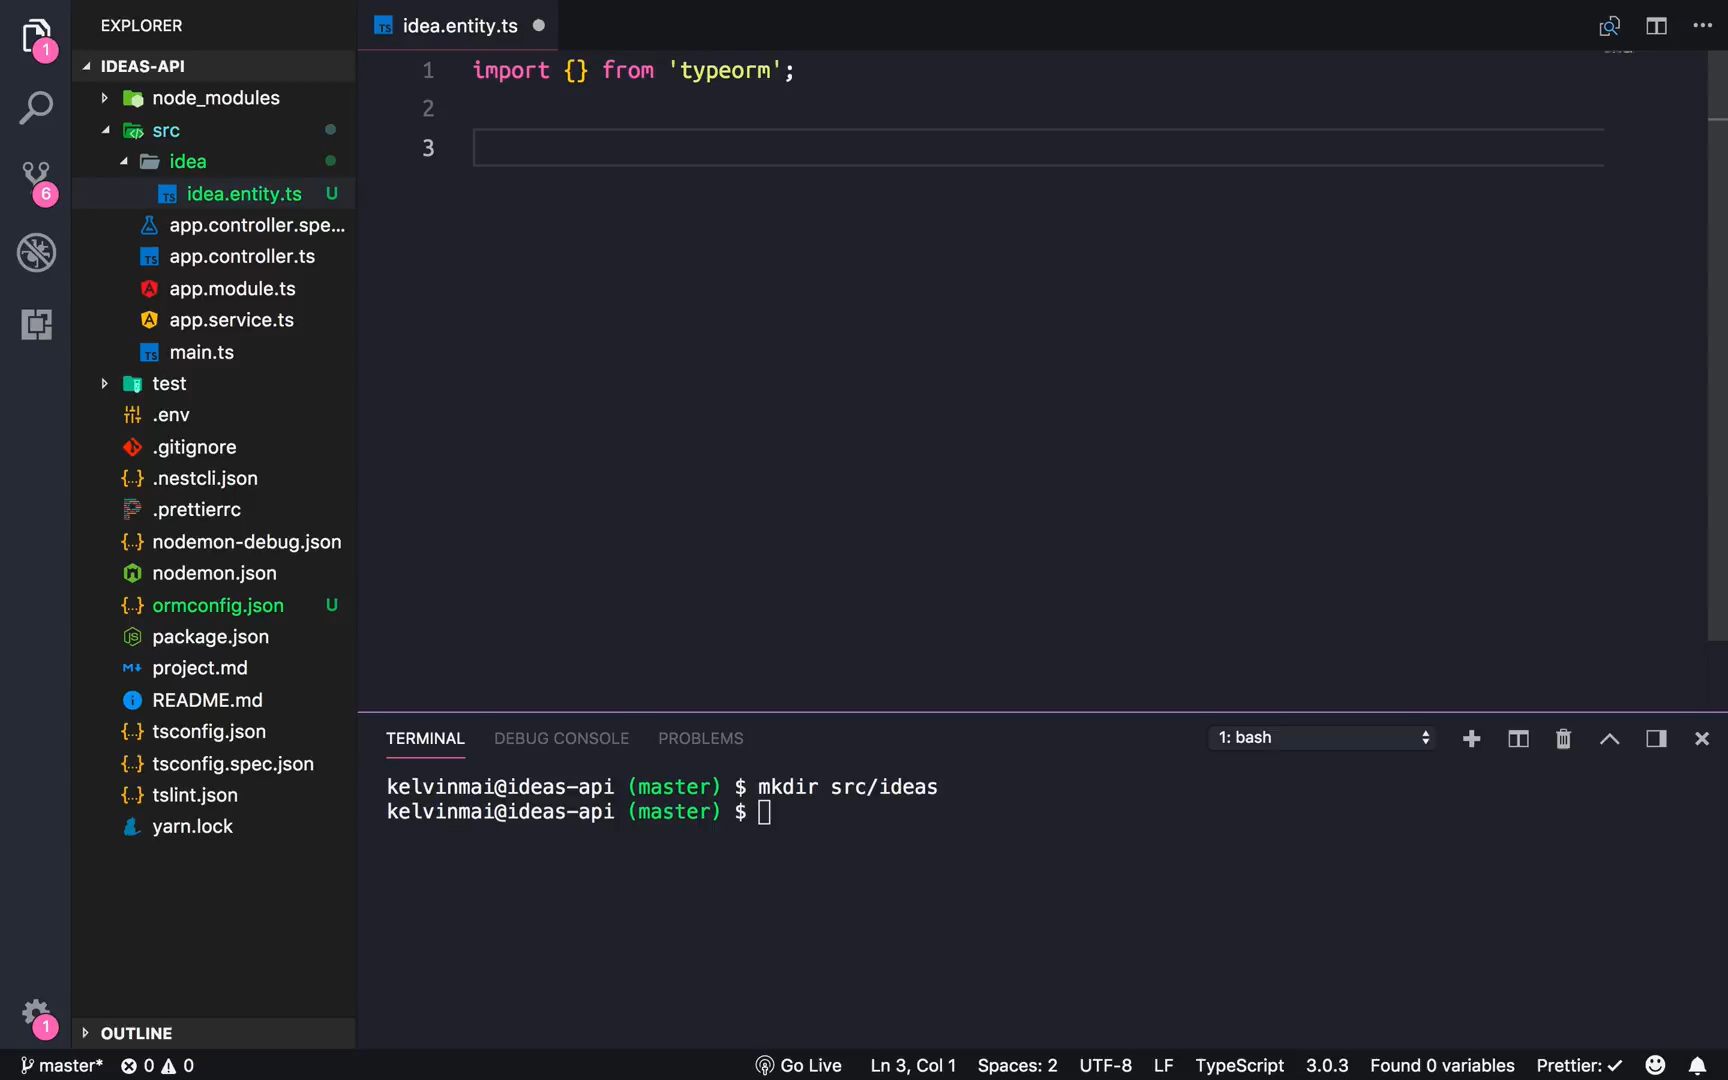 EXPLORER
idea.entity.ts
1
IDEAS-API
node_modules
src
idea
idea.entity.ts U
6
app.controller.spe...
app.controller.ts
app.module.ts
app.service.ts
main.ts
test
.env
.gitignore
.nestcli.json
.prettierrc
nodemon-debug.json
nodemon.json
ormconfig.json U
package.json
project.md
README.md
tsconfig.json
tsconfig.spec.json
tslint.json
yarn.lock
1
OUTLINE
1 import {} from 'typeorm';
2
3
TERMINAL DEBUG CONSOLE PROBLEMS 1: bash
kelvinmai@ideas-api (master) $ mkdir src/ideas
kelvinmai@ideas-api (master) $
master* 0 0 Go Live Ln 3, Col 1 Spaces: 2 UTF-8 LF TypeScript 3.0.3 Found 0 variables Prettier: ✓